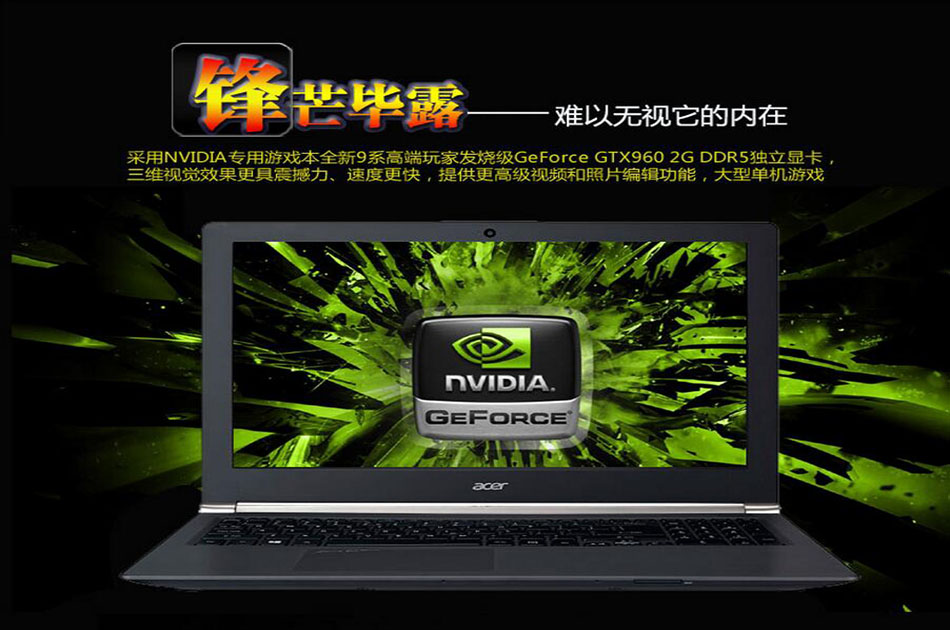 锋芒毕露——难以无视它的内在
采用NVIDIA专用游戏本全新9系高端玩家发烧级GeForce GTX960 2G DDR5独立显卡，
三维视觉效果更具震撼力、速度更快，提供更高级视频和照片编辑功能，大型单机游戏
NVIDIA.
GEFORCE
acer